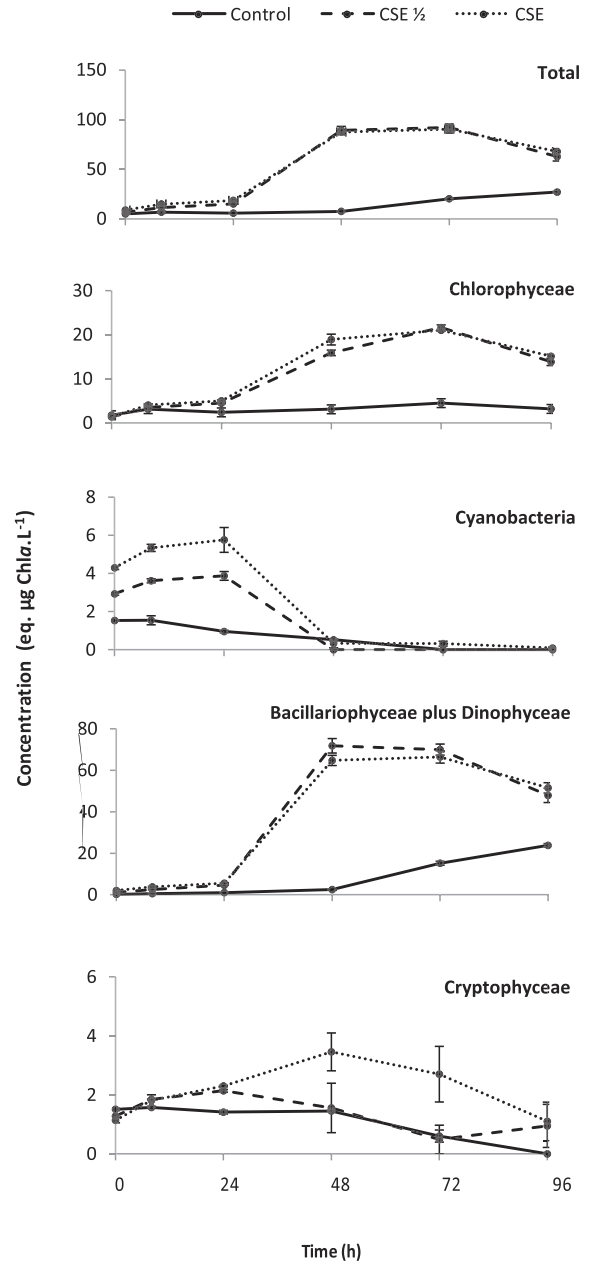 Control CSE ½ CSE
Total
150
100
50
0
Chlorophyceae
30
20
10
0
Cyanobacteria
8
6
4
2
0
Bacillariophyceae plus Dinophyceae
80
60
40
20
0
Cryptophyceae
6
4
2
0
0 24 48 72 96
Time (h)
Concentration (eq. µg Chla.L⁻¹)